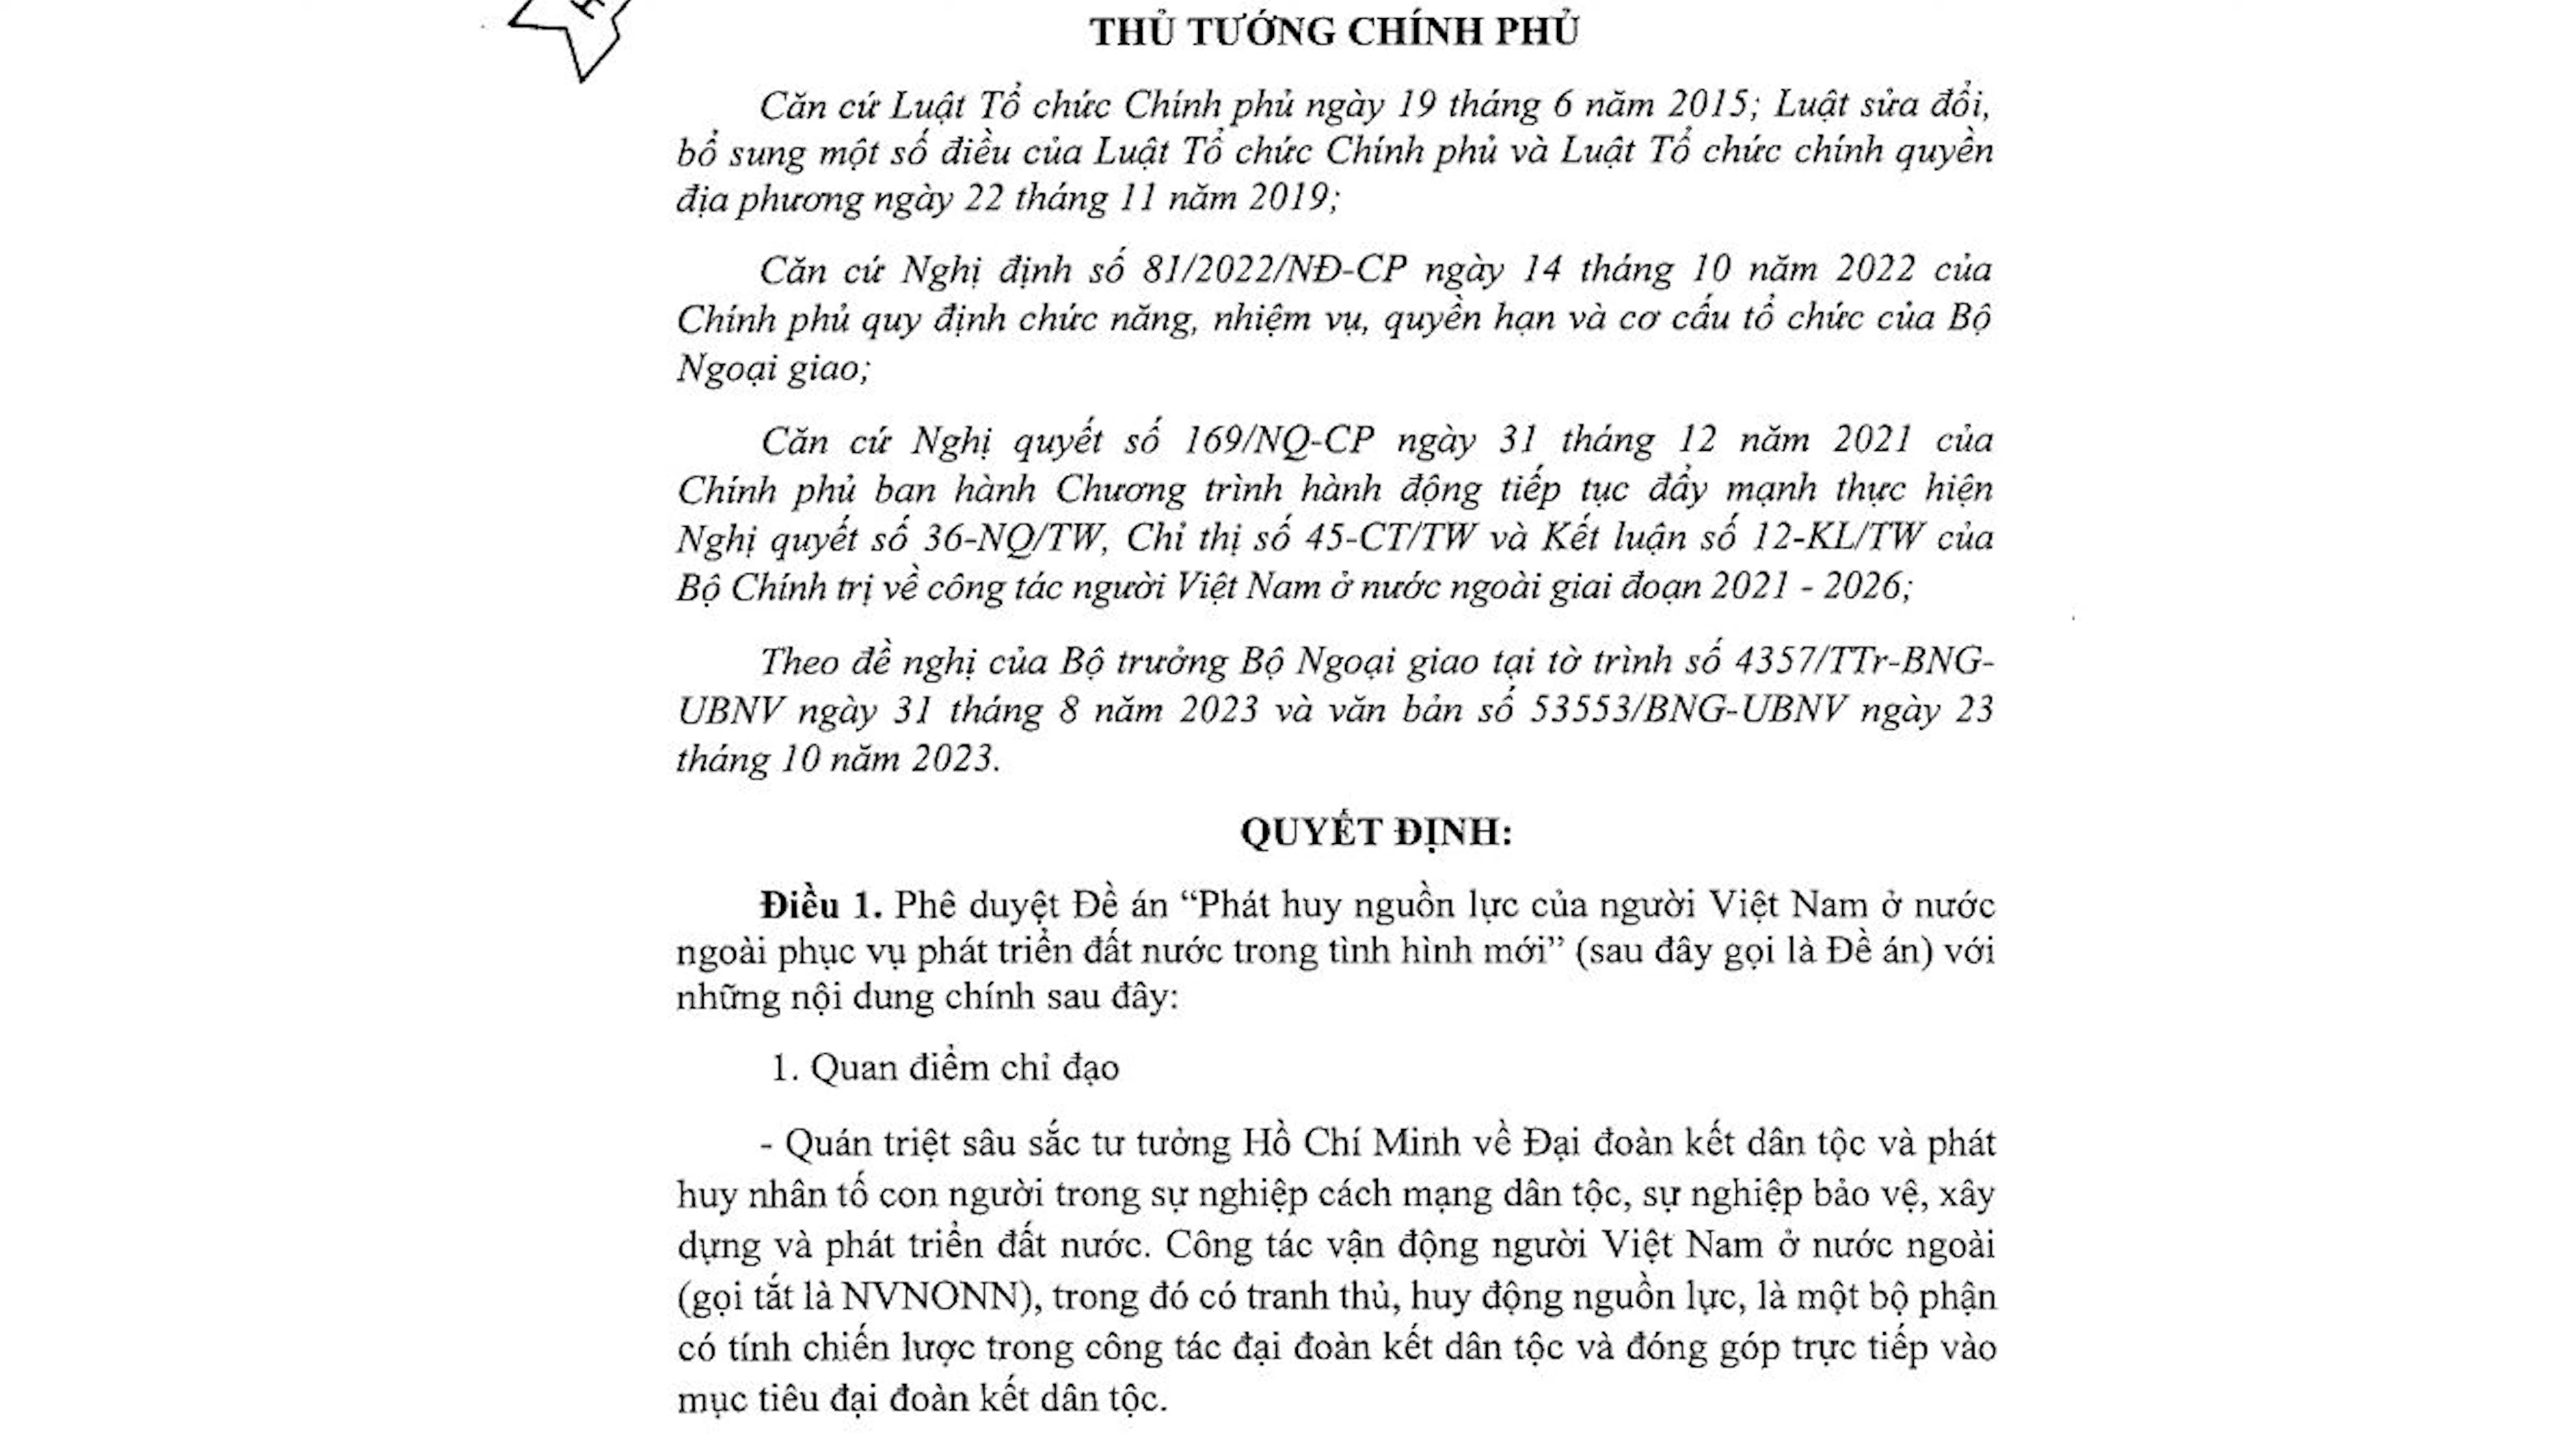 THỦ TƯỚNG CHÍNH PHỦ
Căn cứ Luật Tổ chức Chính phủ ngày 19 tháng 6 năm 2015; Luật sửa đổi,
bổ sung một số điều của Luật Tổ chức Chính phủ và Luật Tổ chức chính quyền
địa phương ngày 22 tháng 11 năm 2019;
Căn cứ Nghị định số 81/2022/NĐ-CP ngày 14 tháng 10 năm 2022 của
Chính phủ quy định chức năng, nhiệm vụ, quyền hạn và cơ cấu tổ chức của Bộ
Ngoại giao;
Căn cứ Nghị quyết số 169/NQ-CP ngày 31 tháng 12 năm 2021 của
Chính phủ ban hành Chương trình hành động tiếp tục đẩy mạnh thực hiện
Nghị quyết số 36-NQ/TW, Chỉ thị số 45-CT/TW và Kết luận số 12-KL/TW của
Bộ Chính trị về công tác người Việt Nam ở nước ngoài giai đoạn 2021 - 2026;
Theo đề nghị của Bộ trưởng Bộ Ngoại giao tại tờ trình số 4357/TTr-BNG-
UBNV ngày 31 tháng 8 năm 2023 và văn bản số 53553/BNG-UBNV ngày 23
tháng 10 năm 2023.
QUYẾT ĐỊNH:
Điều 1. Phê duyệt Đề án “Phát huy nguồn lực của người Việt Nam ở nước
ngoài phục vụ phát triển đất nước trong tình hình mới” (sau đây gọi là Đề án) với
những nội dung chính sau đây:
1. Quan điểm chỉ đạo
- Quán triệt sâu sắc tư tưởng Hồ Chí Minh về Đại đoàn kết dân tộc và phát
huy nhân tố con người trong sự nghiệp cách mạng dân tộc, sự nghiệp bảo vệ, xây
dựng và phát triển đất nước. Công tác vận động người Việt Nam ở nước ngoài
(gọi tắt là NVNONN), trong đó có tranh thủ, huy động nguồn lực, là một bộ phận
có tính chiến lược trong công tác đại đoàn kết dân tộc và đóng góp trực tiếp vào
mục tiêu đại đoàn kết dân tộc.